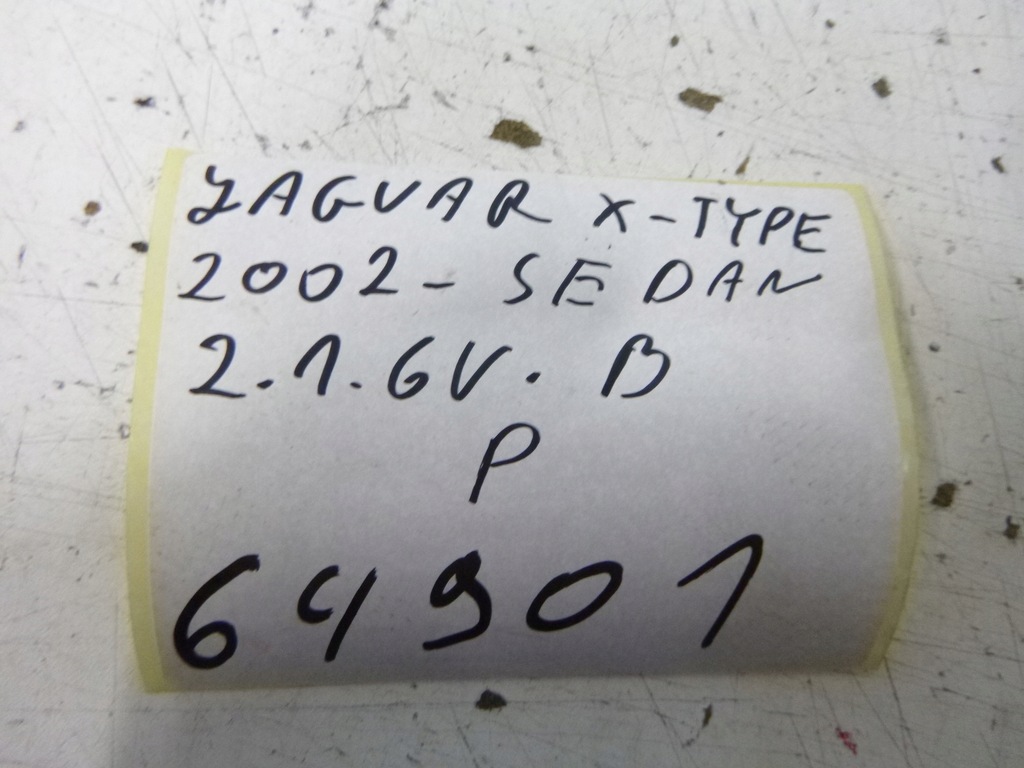 JAGUAR X-TYPE
2002- SEDAN
2.1.6V. B
P
64901